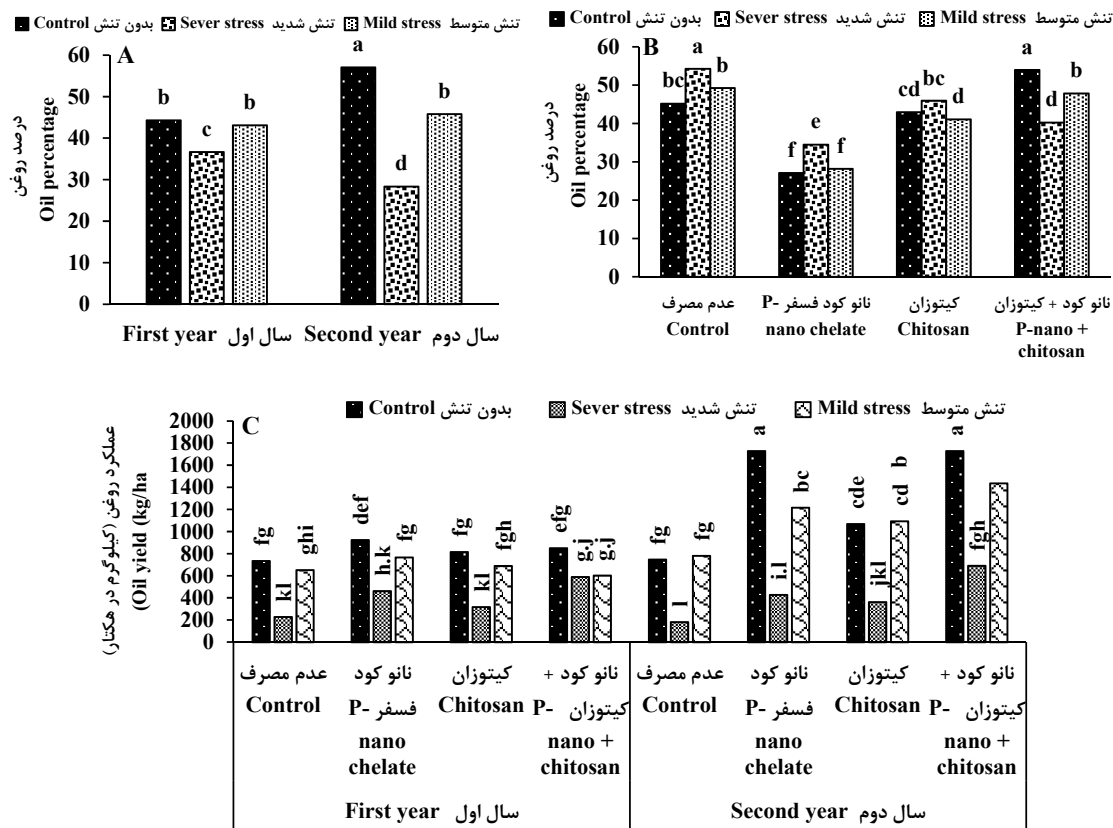 Control بدون تنش Sever stress تنش شدید Mild stress تنش متوسط
A
درصد روغن
Oil percentage
60
50
40
30
20
10
0
b c b a d b
First year سال اول Second year سال دوم
Control بدون تنش Sever stress تنش شدید Mild stress تنش متوسط
B
درصد روغن
Oil percentage
60
50
40
30
20
10
0
bc a b f e f cd bc d a d b
عدم مصرف
Control
نانو کود فسفر P-
nano chelate
کیتوزان
Chitosan
نانو کود + کیتوزان
P-nano +
chitosan
Control بدون تنش Sever stress تنش شدید Mild stress تنش متوسط
C
عملکرد روغن (کیلوگرم در هکتار)
(Oil yield (kg/ha
2000
1800
1600
1400
1200
1000
800
600
400
200
0
fg kl ghi def h.k fg fg kl fgh efg g.j g.j fg l fg a i.l bc cde jkl cd b a fgh
عدم مصرف
Control
نانو کود
فسفر P-
nano
chelate
کیتوزان
Chitosan
نانو کود +
کیتوزان P-
nano +
chitosan
عدم مصرف
Control
نانو کود
فسفر P-
nano
chelate
کیتوزان
Chitosan
نانو کود +
کیتوزان P-
nano +
chitosan
First year سال اول
Second year سال دوم